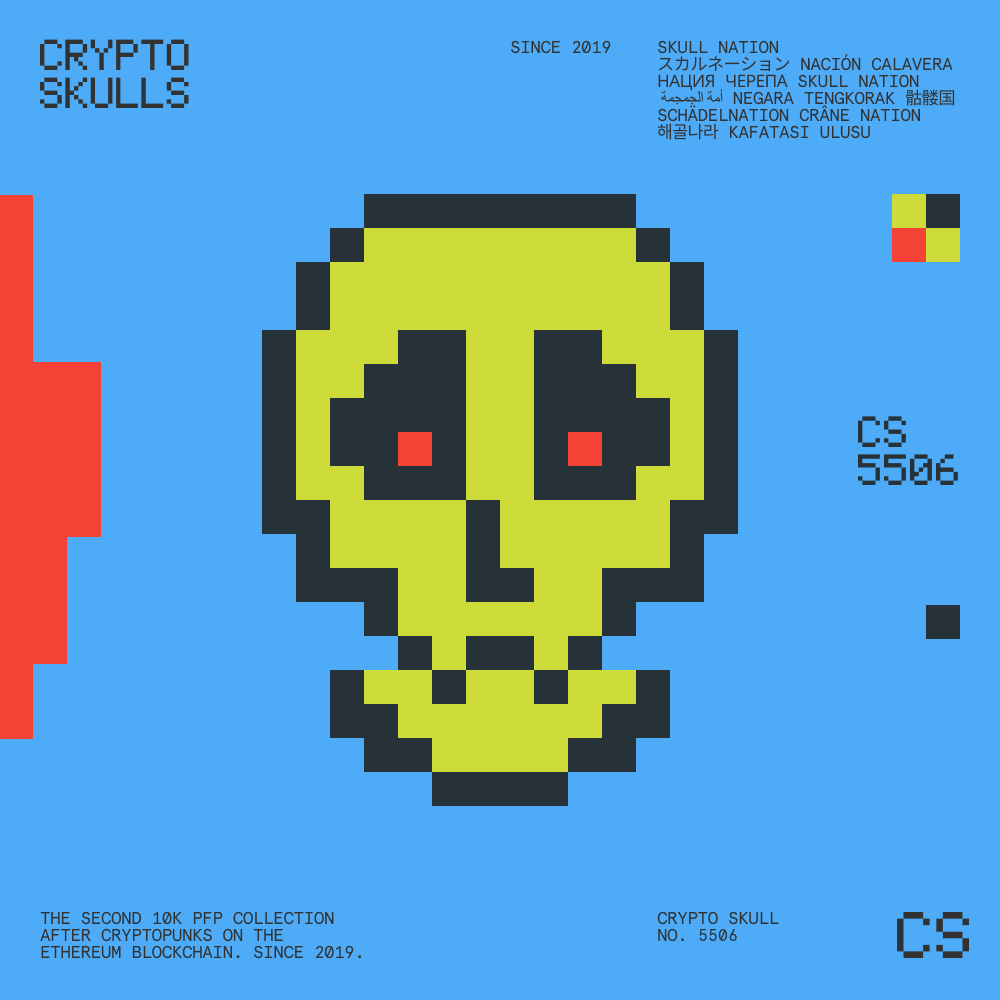 CRYPTO
SKULLS
SINCE 2019
SKULL NATION
スカルネーション NACIÓN CALAVERA
НАЦИЯ ЧЕРЕПА SKULL NATION
أمة الجمجمة NEGARA TENGKORAK 骷髅国
SCHÄDELNATION CRÂNE NATION
해골나라 KAFATASI ULUSU
CS
5506
THE SECOND 10K PFP COLLECTION
AFTER CRYPTOPUNKS ON THE
ETHEREUM BLOCKCHAIN. SINCE 2019.
CRYPTO SKULL
NO. 5506
CS